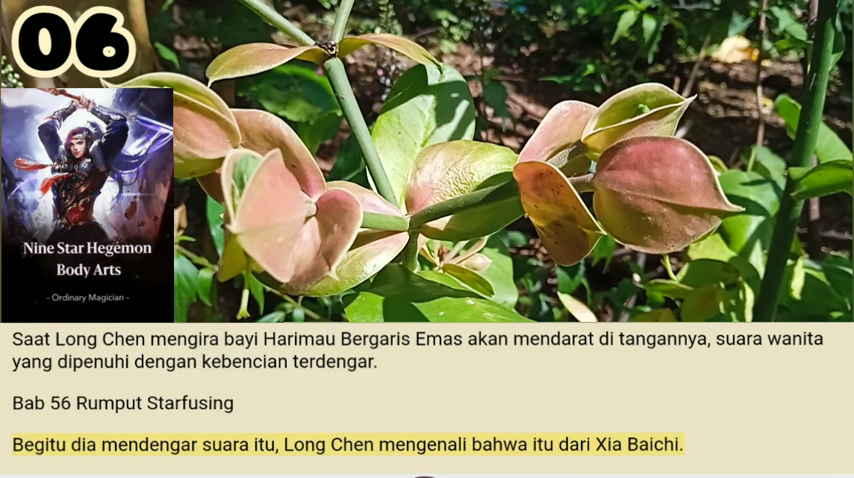 06
Nine Star Hegemon
Body Arts
- Ordinary Magician -
Saat Long Chen mengira bayi Harimau Bergaris Emas akan mendarat di tangannya, suara wanita
yang dipenuhi dengan kebencian terdengar.
Bab 56 Rumput Starfusing
Begitu dia mendengar suara itu, Long Chen mengenali bahwa itu dari Xia Baichi.